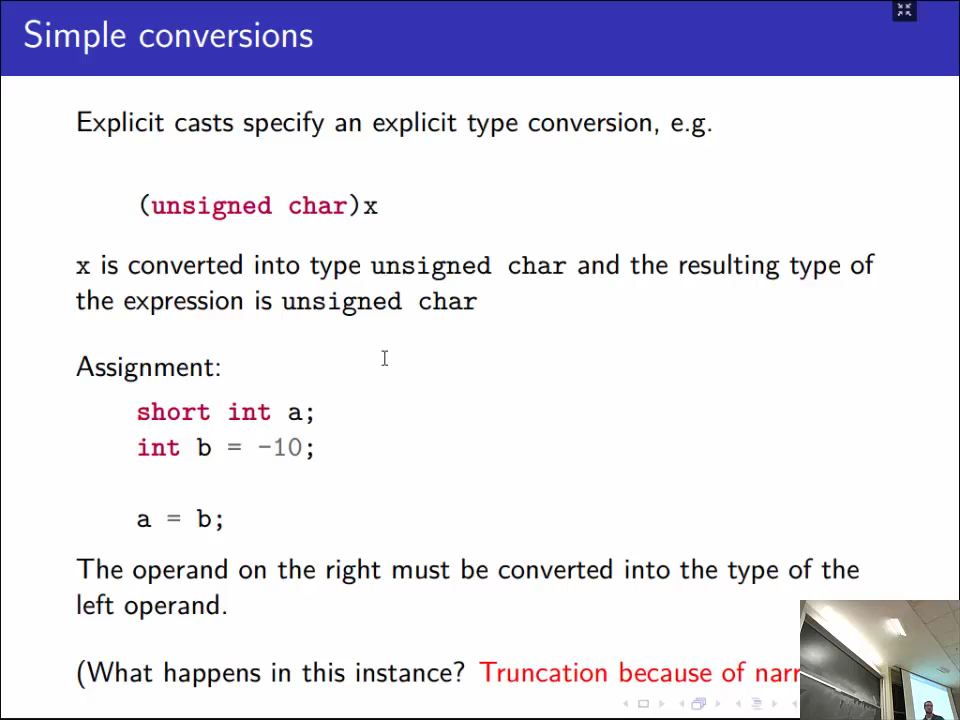 Simple conversions
Explicit casts specify an explicit type conversion, e.g.
(unsigned char)x
x is converted into type unsigned char and the resulting type of
the expression is unsigned char
Assignment:
short int a;
int b = -10;
a = b;
The operand on the right must be converted into the type of the
left operand.
(What happens in this instance? Truncation because of